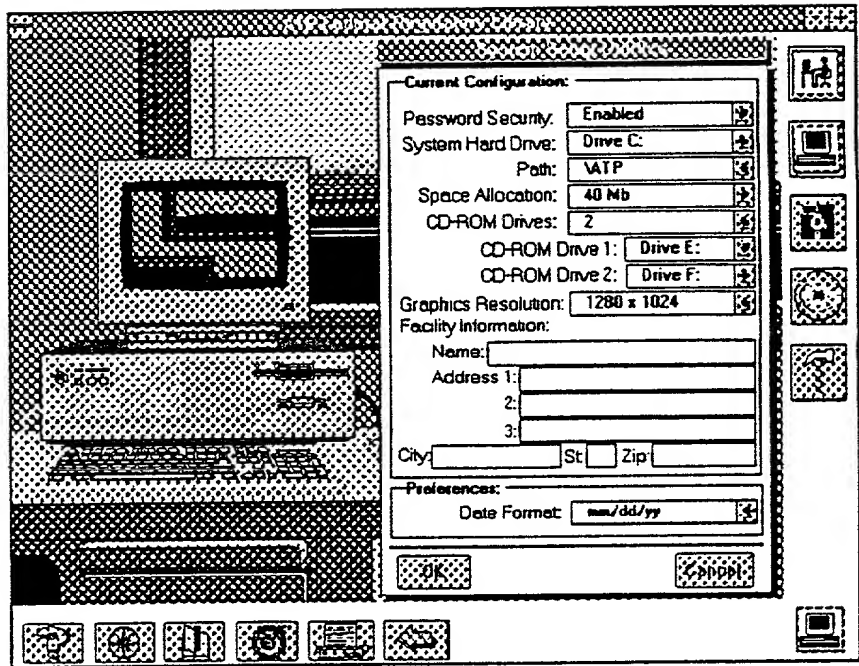 Current Configuration:
Password Security: Enabled
System Hard Drive: Drive C:
Path: \ATP
Space Allocation: 40 Mb
CD-ROM Drives: 2
CD-ROM Drive 1: Drive E:
CD-ROM Drive 2: Drive F:
Graphics Resolution: 1280 x 1024
Facility Information:
Name:
Address 1:
2:
3:
City: St Zip:
Preferences:
Date Format: mm/dd/yy
OK Cancel